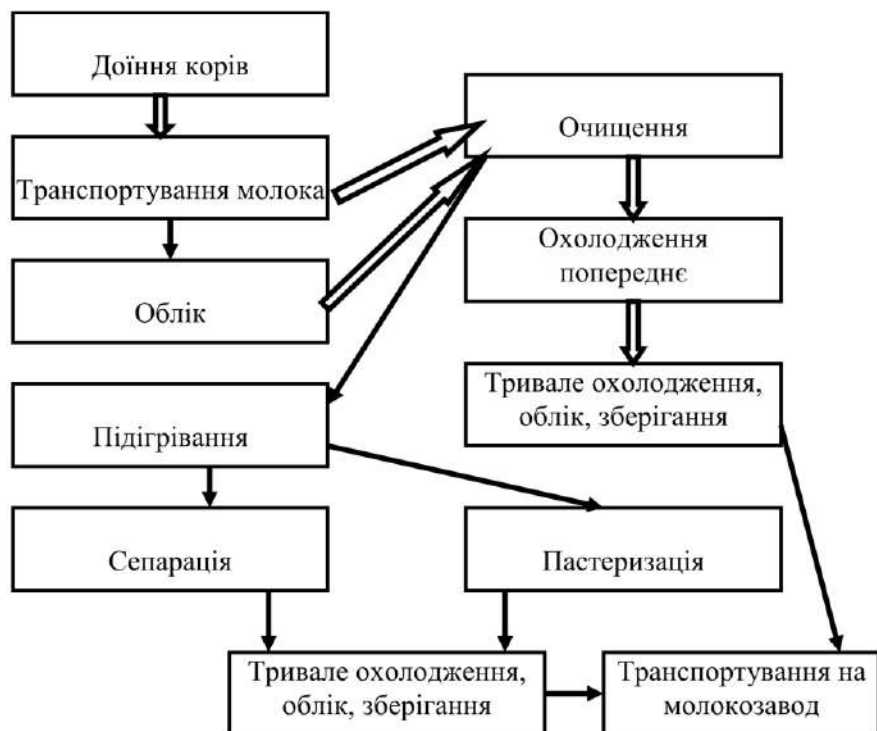 Доїння корів
Транспортування молока
Облік
Підігрівання
Сепарація
Очищення
Охолодження
попереднє
Тривале охолодження,
облік, зберігання
Пастеризація
Тривале охолодження,
облік, зберігання
Транспортування на
молокозавод